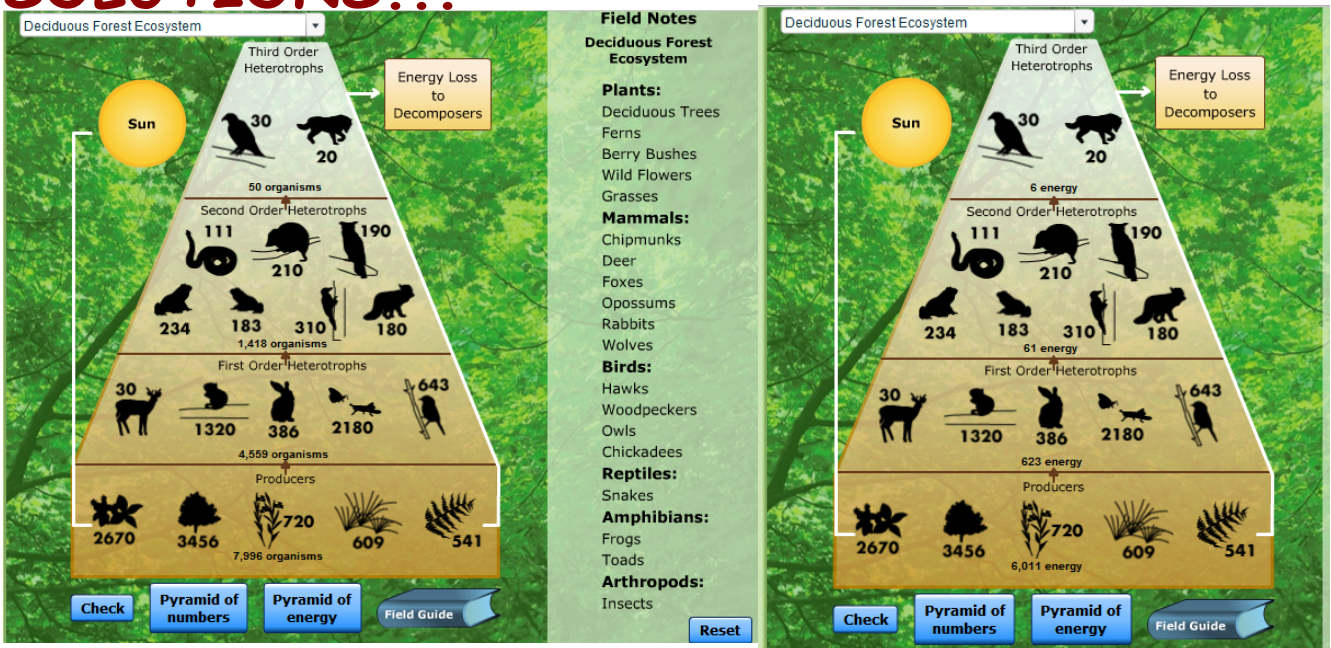 SOLUTIONS...
Deciduous Forest Ecosystem
Third Order
Heterotrophs
Energy Loss
to
Decomposers
Sun
30
20
50 organisms
Second Order Heterotrophs
111
210
190
234
183
310
180
1,418 organisms
First Order Heterotrophs
30
1320
386
2180
643
4,559 organisms
Producers
2670
3456
720
609
541
7,996 organisms
Check
Pyramid of
numbers
Pyramid of
energy
Field Guide
Field Notes
Deciduous Forest
Ecosystem
Plants:
Deciduous Trees
Ferns
Berry Bushes
Wild Flowers
Grasses
Mammals:
Chipmunks
Deer
Foxes
Opossums
Rabbits
Wolves
Birds:
Hawks
Woodpeckers
Owls
Chickadees
Reptiles:
Snakes
Amphibians:
Frogs
Toads
Arthropods:
Insects
Reset
Deciduous Forest Ecosystem
Third Order
Heterotrophs
Energy Loss
to
Decomposers
Sun
30
20
6 energy
Second Order Heterotrophs
111
210
190
234
183
310
180
61 energy
First Order Heterotrophs
30
1320
386
2180
643
623 energy
Producers
2670
3456
720
609
541
6,011 energy
Check
Pyramid of
numbers
Pyramid of
energy
Field Guide